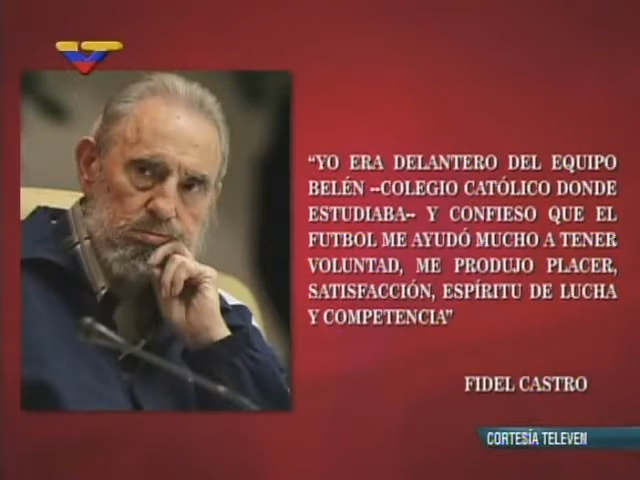 “YO ERA DELANTERO DEL EQUIPO
BELÉN --COLEGIO CATÓLICO DONDE
ESTUDIABA-- Y CONFIESO QUE EL
FUTBOL ME AYUDÓ MUCHO A TENER
VOLUNTAD, ME PRODUJO PLACER,
SATISFACCIÓN, ESPÍRITU DE LUCHA
Y COMPETENCIA”
FIDEL CASTRO
CORTESÍA TELEVEN